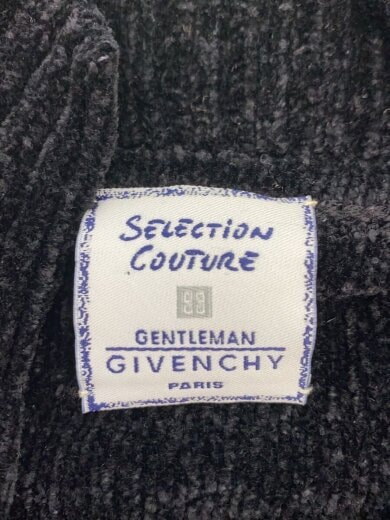 SELECTION
COUTURE
GENTLEMAN
GIVENCHY
PARIS